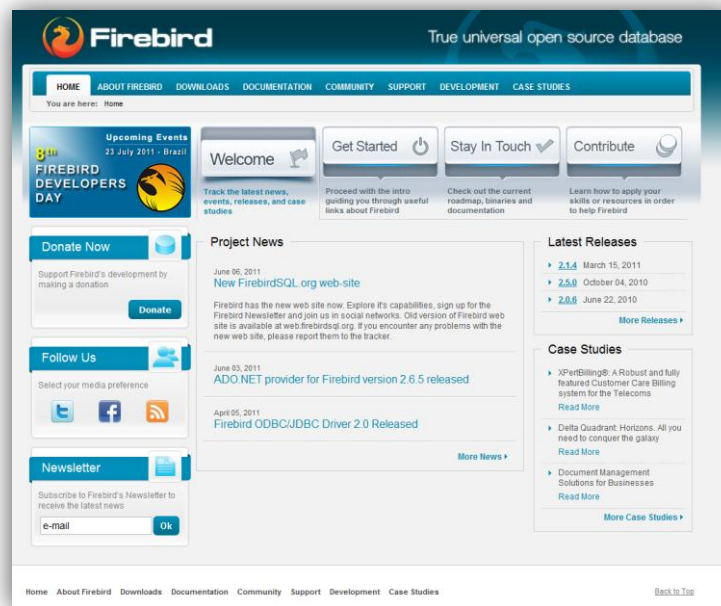 Firebird
True universal open source database
HOME ABOUT FIREBIRD DOWNLOADS DOCUMENTATION COMMUNITY SUPPORT DEVELOPMENT CASE STUDIES
You are here: Home
Upcoming Events
23 July 2011 - Brazil
8th
FIREBIRD
DEVELOPERS
DAY
Welcome
Track the latest news,
events, releases, and case
studies
Get Started
Proceed with the intro
guiding you through useful
links about Firebird
Stay In Touch
Check out the current
roadmap, binaries and
documentation
Contribute
Learn how to apply your
skills or resources in order
to help Firebird
Donate Now
Support Firebird's development by
making a donation
Donate
Follow Us
Select your media preference
Newsletter
Subscribe to Firebird's Newsletter to
receive the latest news
e-mail Ok
Project News
June 06, 2011
New FirebirdSQL.org web-site
Firebird has the new web site now. Explore it's capabilities, sign up for the
Firebird Newsletter and join us in social networks. Old version of Firebird web
site is available at web.firebirdsql.org. If you encounter any problems with the
new web site, please report them to the tracker.
June 03, 2011
ADO.NET provider for Firebird version 2.6.5 released
April 05, 2011
Firebird ODBC/JDBC Driver 2.0 Released
More News
Latest Releases
2.1.4 March 15, 2011
2.5.0 October 04, 2010
2.0.6 June 22, 2010
More Releases
Case Studies
XPertBilling®: A Robust and fully
featured Customer Care Billing
system for the Telecoms
Read More
Delta Quadrant: Horizons. All you
need to conquer the galaxy
Read More
Document Management
Solutions for Businesses
Read More
More Case Studies
Home About Firebird Downloads Documentation Community Support Development Case Studies
Back to Top